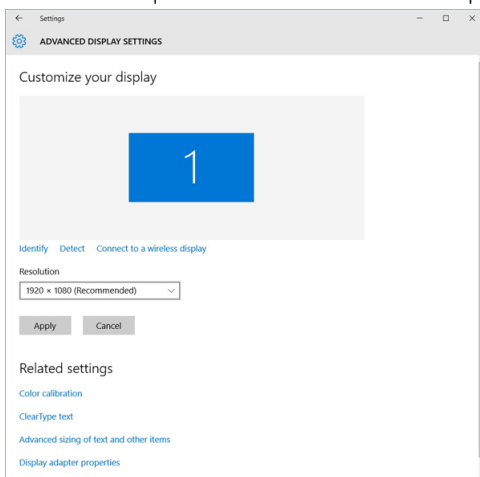 Settings
ADVANCED DISPLAY SETTINGS
Customize your display
1
Identify Detect Connect to a wireless display
Resolution
1920 × 1080 (Recommended)
Apply Cancel
Related settings
Color calibration
ClearType text
Advanced sizing of text and other items
Display adapter properties